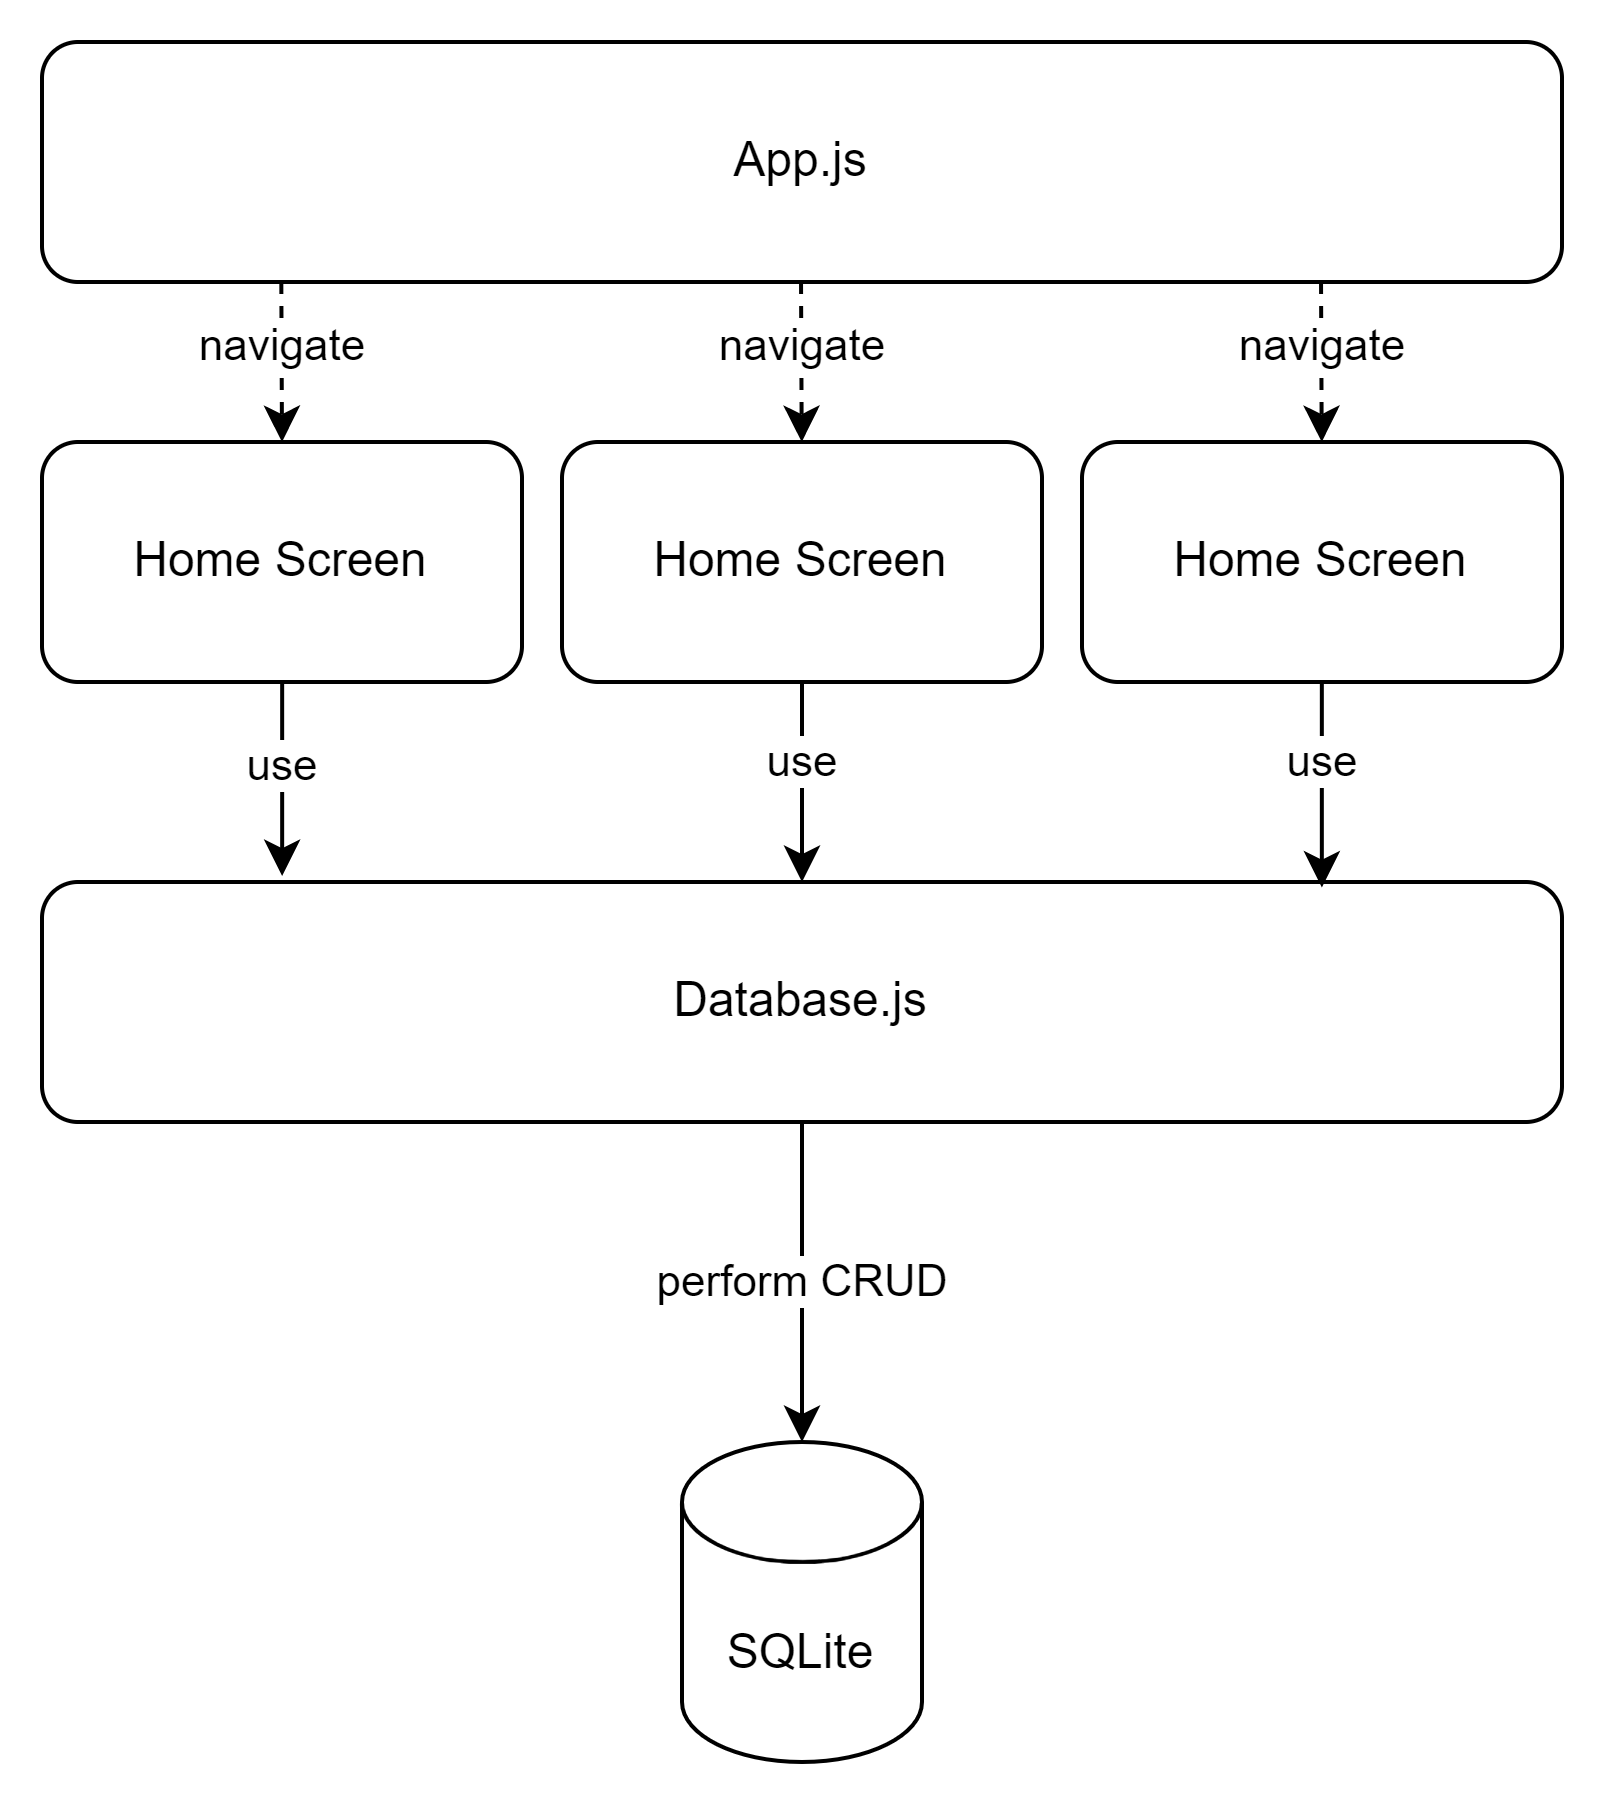 App.js
navigate
navigate
navigate
Home Screen
Home Screen
Home Screen
use
use
use
Database.js
perform CRUD
SQLite